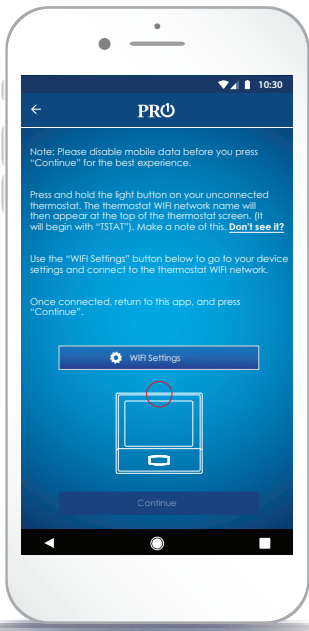 10:30
PRO
Note: Please disable mobile data before you press
“Continue” for the best experience.
Press and hold the light button on your unconnected
thermostat. The thermostat WIFI network name will
then appear at the top of the thermostat screen. (It
will begin with “TSTAT”). Make a note of this. Don't see it?
Use the “WIFI Settings” button below to go to your device
settings and connect to the thermostat WIFI network.
Once connected, return to this app, and press
“Continue”.
WIFI Settings
Continue